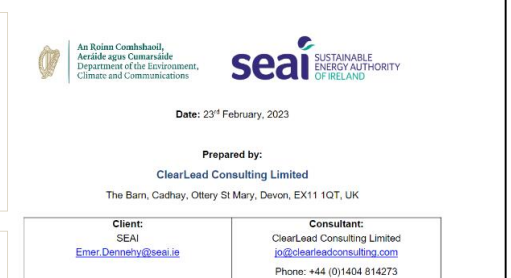 An Roinn Comhshaoil,
Aeráide agus Cumarsáide
Department of the Environment,
Climate and Communications
seai SUSTAINABLE
ENERGY AUTHORITY
OF IRELAND
Date: 23rd February, 2023
Prepared by:
ClearLead Consulting Limited
The Barn, Cadhay, Ottery St Mary, Devon, EX11 1QT, UK
Client:
SEAI
Emer.Dennehy@seai.ie
Consultant:
ClearLead Consulting Limited
jo@clearleadconsulting.com
Phone: +44 (0)1404 814273